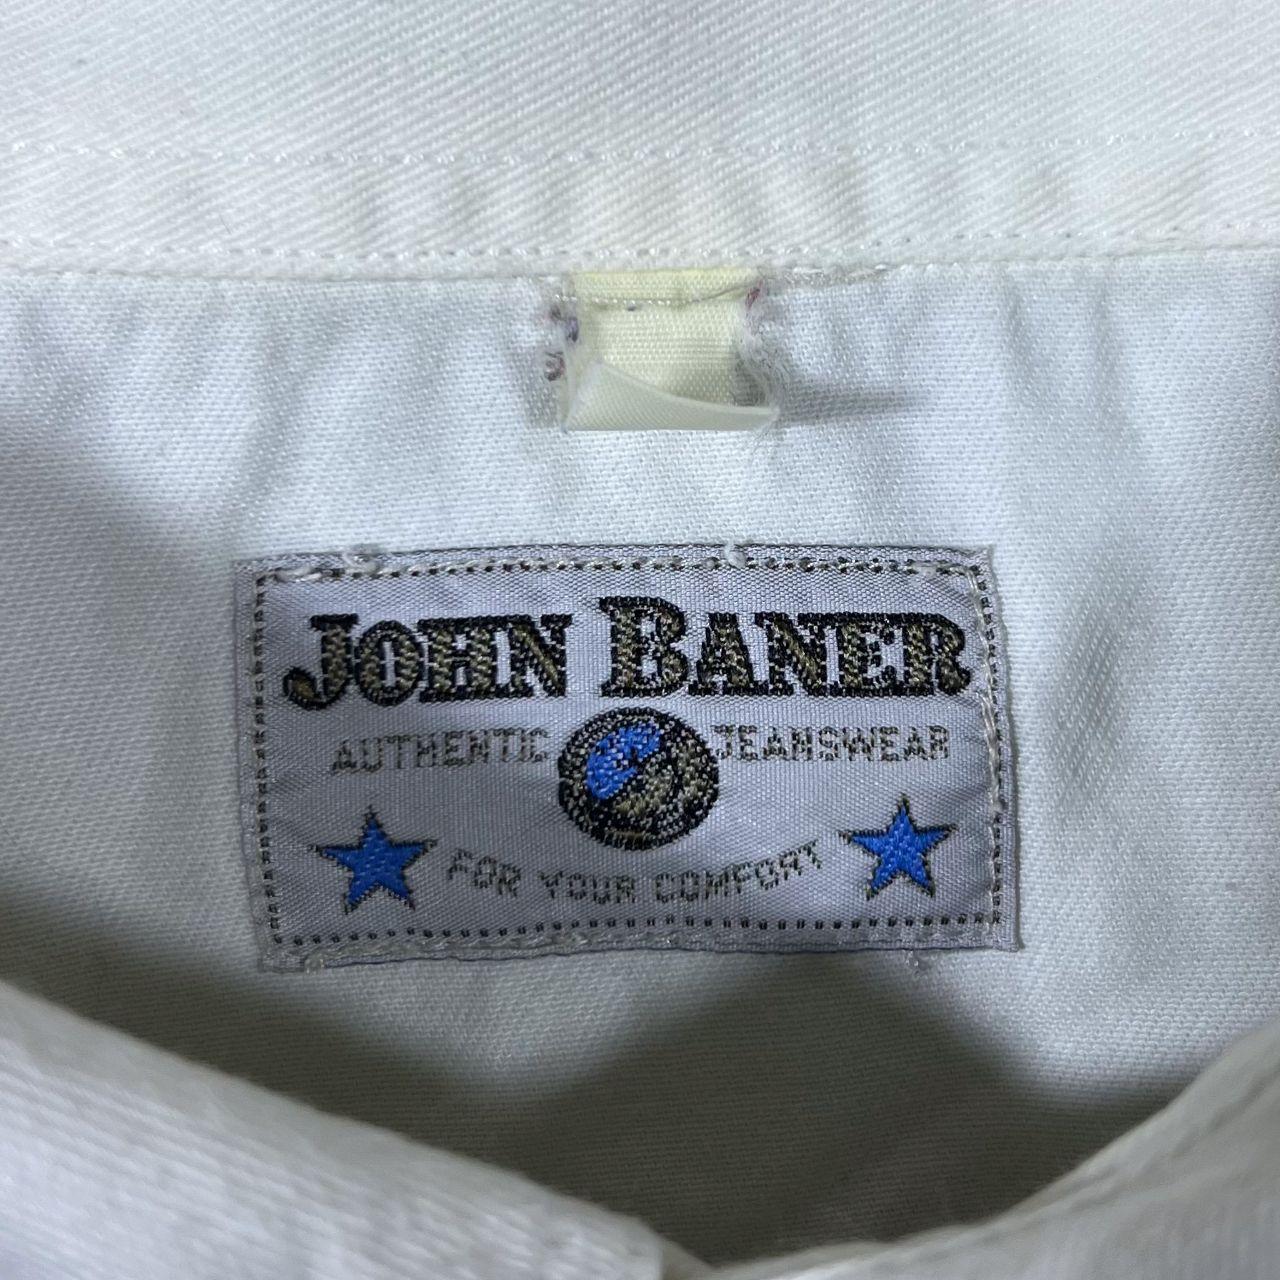 JOHN BANER
AUTHENTIC JEANSWEAR
FOR YOUR COMFORT